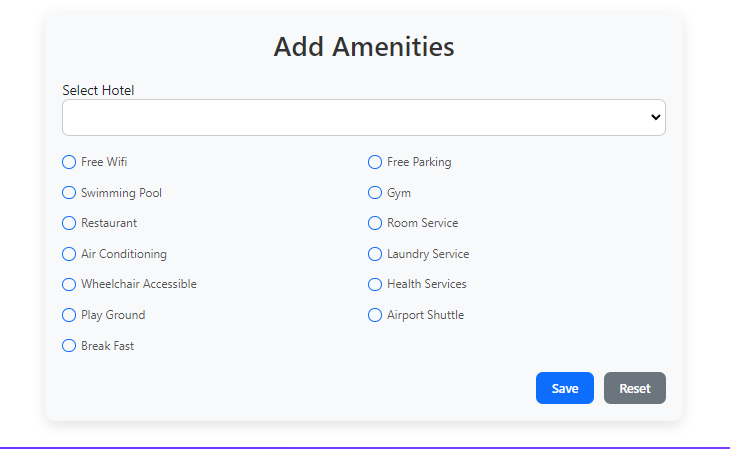 Add Amenities
Select Hotel
Free Wifi
Free Parking
Swimming Pool
Gym
Restaurant
Room Service
Air Conditioning
Laundry Service
Wheelchair Accessible
Health Services
Play Ground
Airport Shuttle
Break Fast
Save
Reset